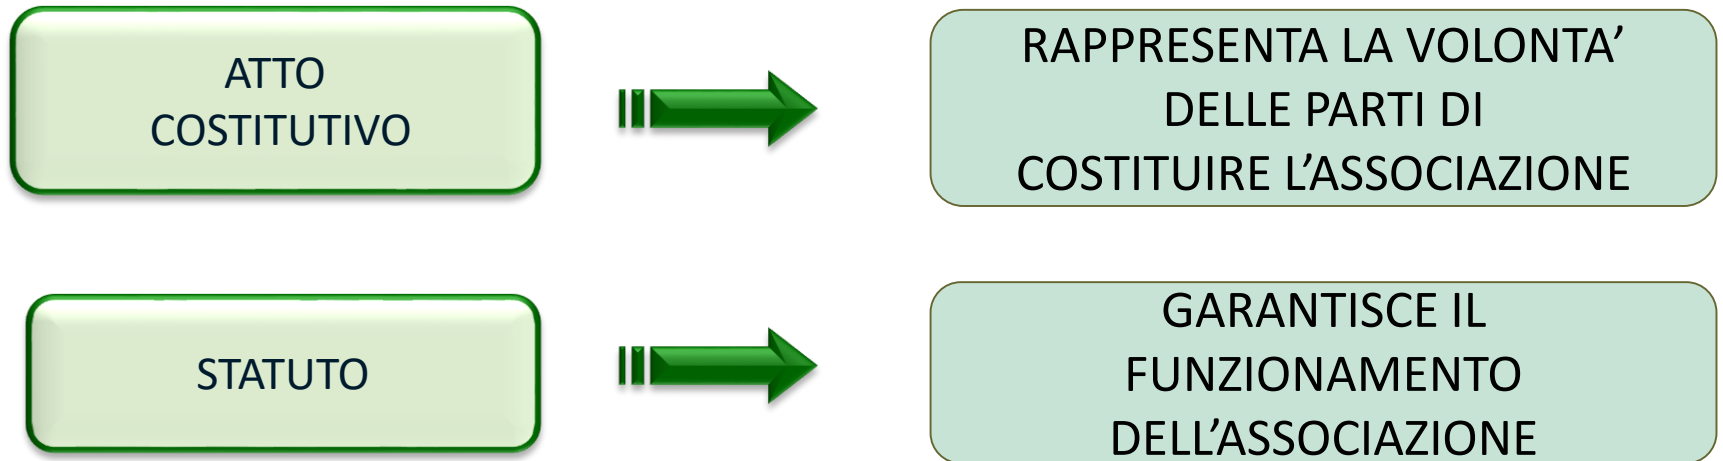 ATTO
COSTITUTIVO
RAPPRESENTA LA VOLONTA’
DELLE PARTI DI
COSTITUIRE L’ASSOCIAZIONE
STATUTO
GARANTISCE IL
FUNZIONAMENTO
DELL’ASSOCIAZIONE